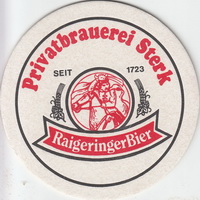 Privatbrauerei Sterk
SEIT 1723
RaigeringerBier